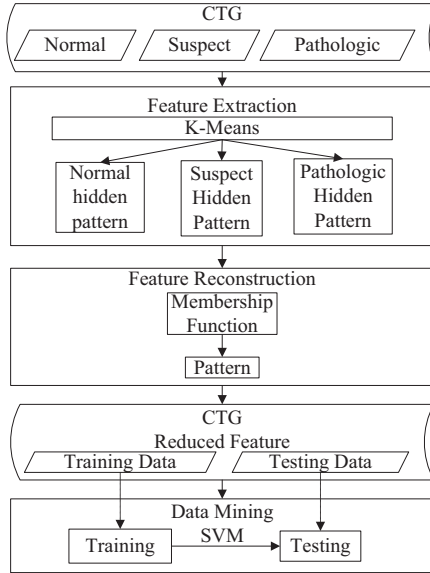 CTG
Normal
Suspect
Pathologic
Feature Extraction
K-Means
Normal
hidden
pattern
Suspect
Hidden
Pattern
Pathologic
Hidden
Pattern
Feature Reconstruction
Membership
Function
Pattern
CTG
Reduced Feature
Training Data
Testing Data
Data Mining
Training
SVM
Testing